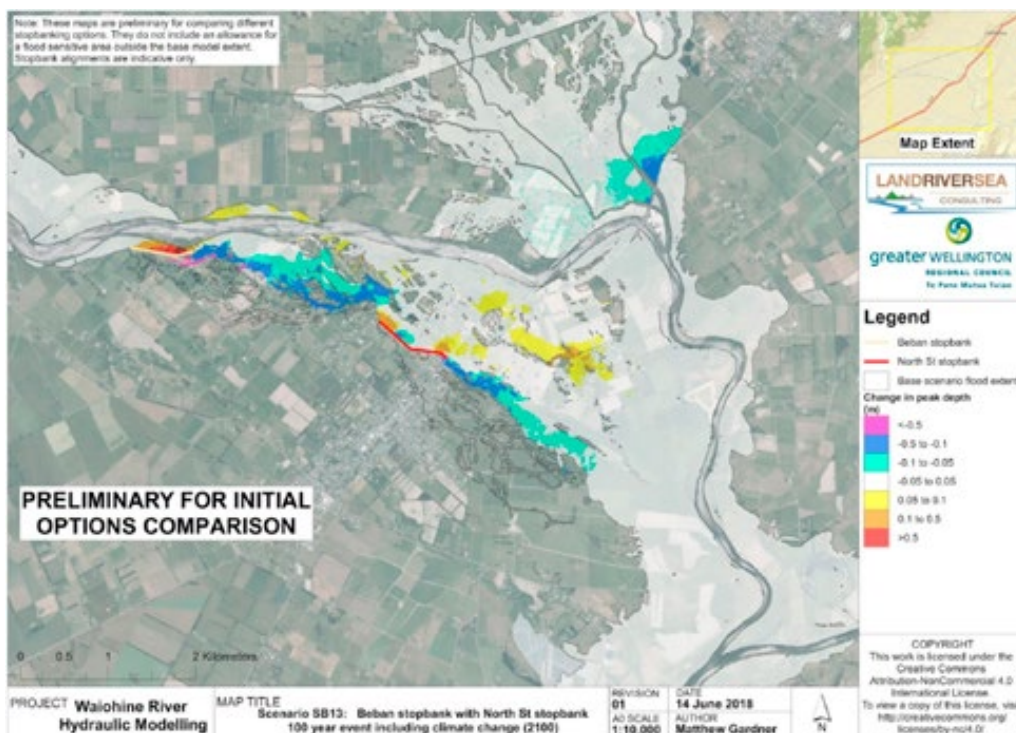 Note: These maps are preliminary for comparing different
stopbanking options. They do not include an allowance for
a flood sensitive area outside the base model extent.
Stopbank alignments are indicative only.
Map Extent
LANDRIVERSEA
CONSULTING
greater WELLINGTON
REGIONAL COUNCIL
Te Pane Matua Taiao
Legend
Beban stopbank
North St stopbank
Base scenario flood extent
Change in peak depth
(m)
<-0.5
-0.5 to -0.1
-0.1 to -0.05
-0.05 to 0.05
0.05 to 0.1
0.1 to 0.5
>0.5
PRELIMINARY FOR INITIAL
OPTIONS COMPARISON
0 0.5 1 2 Kilometers
PROJECT Waiohine River
Hydraulic Modelling
MAP TITLE
Scenario SB13: Beban stopbank with North St stopbank
100 year event including climate change (2100)
REVISION
01
A0 SCALE
1:10,000
DATE
14 June 2018
AUTHOR
Matthew Gardner
N
COPYRIGHT
This work is licensed under the
Creative Commons
Attribution-NonCommercial 4.0
International License.
To view a copy of this license, visit
http://creativecommons.org/
licenses/by-nc/4.0/